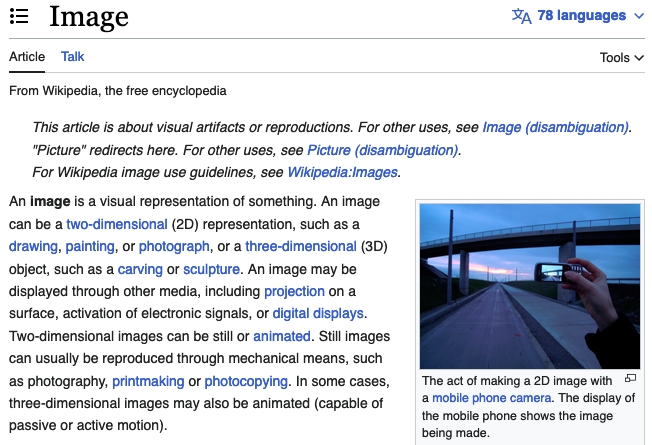 Image
78 languages
Article Talk
Tools
From Wikipedia, the free encyclopedia
This article is about visual artifacts or reproductions. For other uses, see Image (disambiguation).
"Picture" redirects here. For other uses, see Picture (disambiguation).
For Wikipedia image use guidelines, see Wikipedia:Images.
An image is a visual representation of something. An image
can be a two-dimensional (2D) representation, such as a
drawing, painting, or photograph, or a three-dimensional (3D)
object, such as a carving or sculpture. An image may be
displayed through other media, including projection on a
surface, activation of electronic signals, or digital displays.
Two-dimensional images can be still or animated. Still images
can usually be reproduced through mechanical means, such
as photography, printmaking or photocopying. In some cases,
three-dimensional images may also be animated (capable of
passive or active motion).
The act of making a 2D image with
a mobile phone camera. The display of
the mobile phone shows the image
being made.